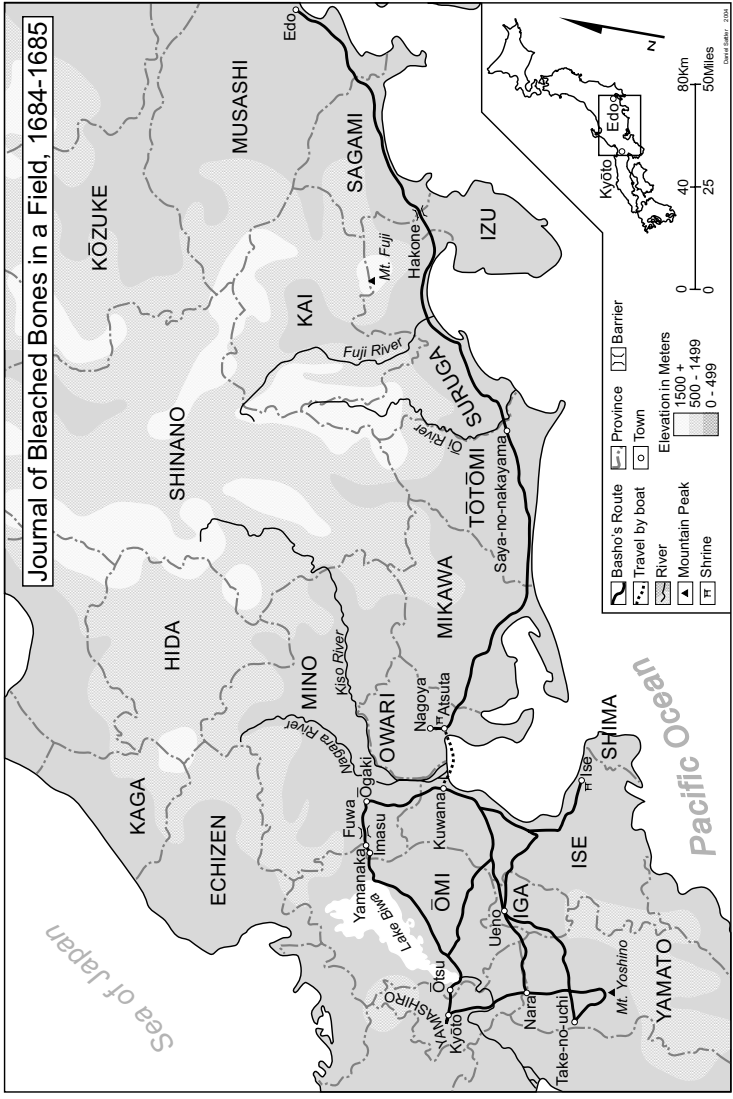 Journal of Bleached Bones in a Field, 1684-1685
Sea of Japan
KAGA
ECHIZEN
HIDA
SHINANO
KŌZUKE
MUSASHI
Edo
SAGAMI
KAI
Mt. Fuji
Hakone
IZU
Fuji River
SURUGA
Ōi River
TŌTŌMI
Saya-no-nakayama
MIKAWA
MINO
Kiso River
Nagara River
OWARI
Nagoya
Atsuta
Fuwa
Ōgaki
Yamanaka
Imasu
Kuwana
Lake Biwa
ŌMI
Ōtsu
YAMASHIRO
Kyōto
Ueno
IGA
ISE
Ise
SHIMA
Nara
Take-no-uchi
Mt. Yoshino
YAMATO
Pacific Ocean
Basho's Route
Travel by boat
River
Mountain Peak
Shrine
Province
Town
Barrier
Elevation in Meters
1500 +
500 - 1499
0 - 499
0 40 80Km
0 25 50Miles
Kyōto
Edo
N
Daniel Sattler 2004